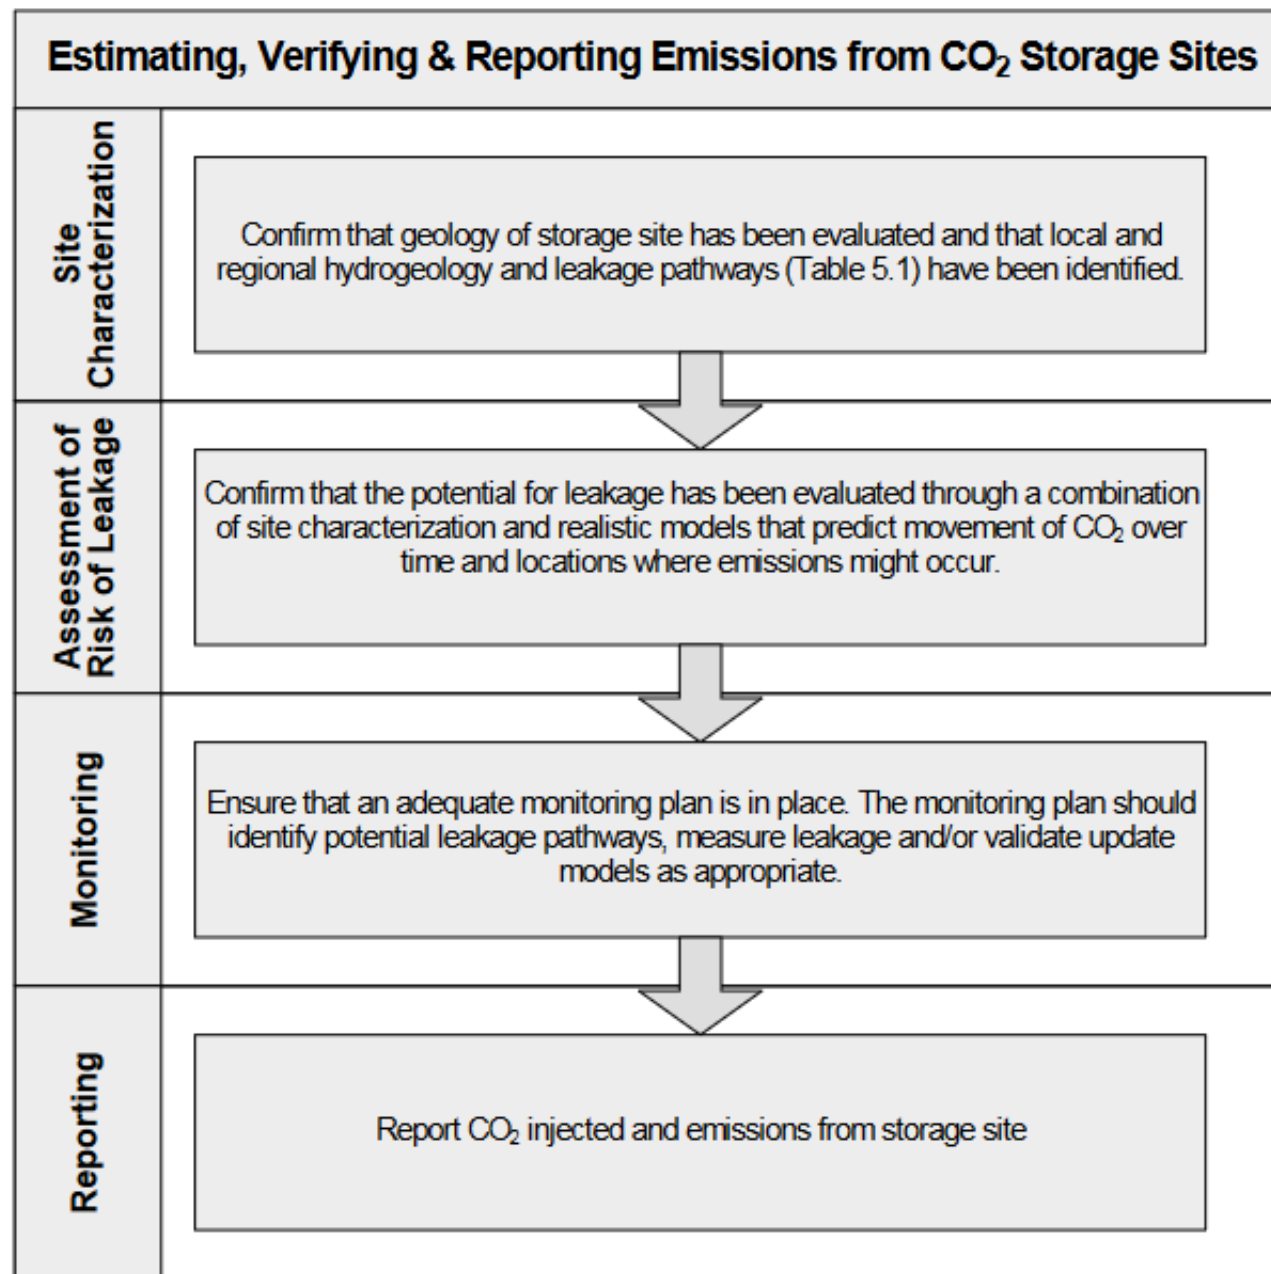 Estimating, Verifying & Reporting Emissions from CO₂ Storage Sites
Site
Characterization
Confirm that geology of storage site has been evaluated and that local and
regional hydrogeology and leakage pathways (Table 5.1) have been identified.
Assessment of
Risk of Leakage
Confirm that the potential for leakage has been evaluated through a combination
of site characterization and realistic models that predict movement of CO₂ over
time and locations where emissions might occur.
Monitoring
Ensure that an adequate monitoring plan is in place. The monitoring plan should
identify potential leakage pathways, measure leakage and/or validate update
models as appropriate.
Reporting
Report CO₂ injected and emissions from storage site